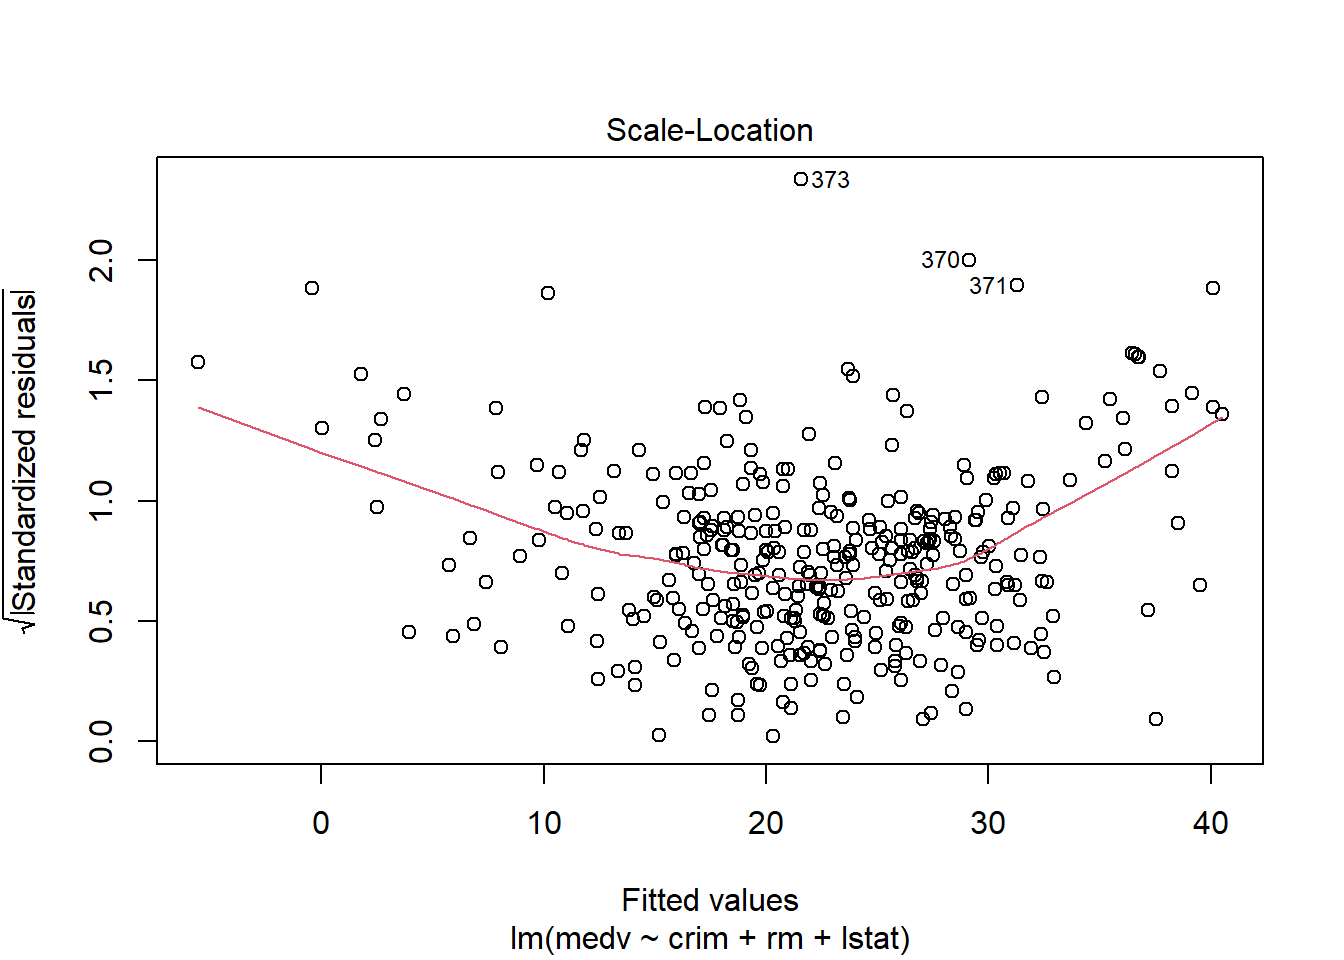 Scale-Location
373
370
371
√|Standardized residuals|
2.0
1.5
1.0
0.5
0.0
0 10 20 30 40
Fitted values
lm(medv ~ crim + rm + lstat)